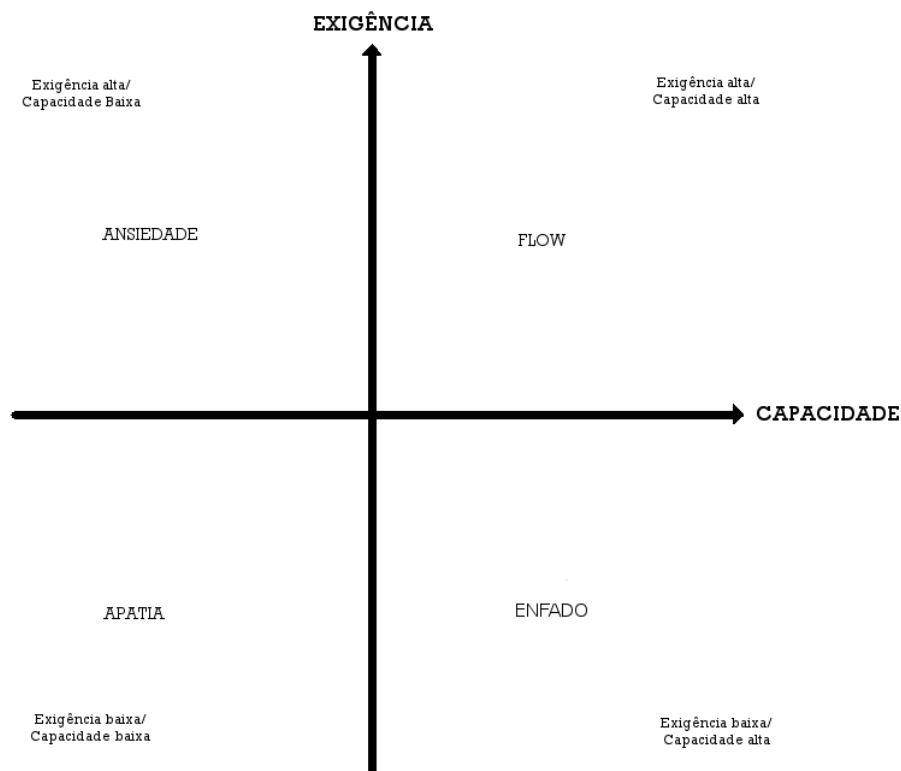 EXIGÊNCIA
Exigência alta/
Capacidade Baixa
Exigência alta/
Capacidade alta
ANSIEDADE
FLOW
CAPACIDADE
APATIA
ENFADO
Exigência baixa/
Capacidade baixa
Exigência baixa/
Capacidade alta